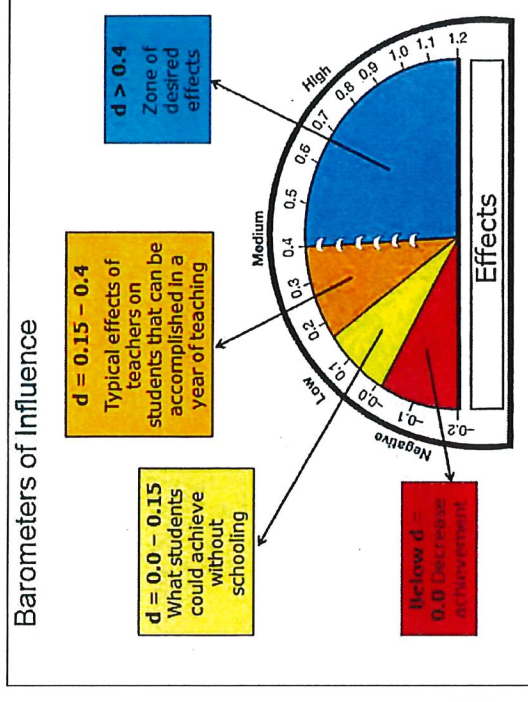 Barometers of Influence
d = 0.0 – 0.15
What students
could achieve
without
schooling
d = 0.15 – 0.4
Typical effects of
teachers on
students that can be
accomplished in a
year of teaching
d > 0.4
Zone of
desired
effects
Below d =
0.0 Decrease
achievement
Negative
Low
Medium
High
-0.2
-0.1
-0.0
0.1
0.2
0.3
0.4
0.5
0.6
0.7
0.8
0.9
1.0
1.1
1.2
Effects